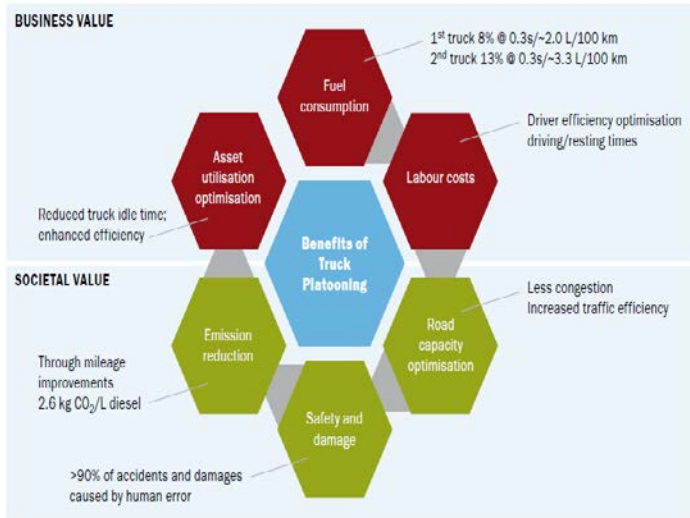 BUSINESS VALUE
1st truck 8% @ 0.3s/~2.0 L/100 km
2nd truck 13% @ 0.3s/~3.3 L/100 km
Fuel
consumption
Driver efficiency optimisation
driving/resting times
Asset
utilisation
optimisation
Labour costs
Reduced truck idle time;
enhanced efficiency
Benefits of
Truck
Platooning
SOCIETAL VALUE
Less congestion
Increased traffic efficiency
Emission
reduction
Road
capacity
optimisation
Through mileage
improvements
2.6 kg CO₂/L diesel
Safety and
damage
>90% of accidents and damages
caused by human error